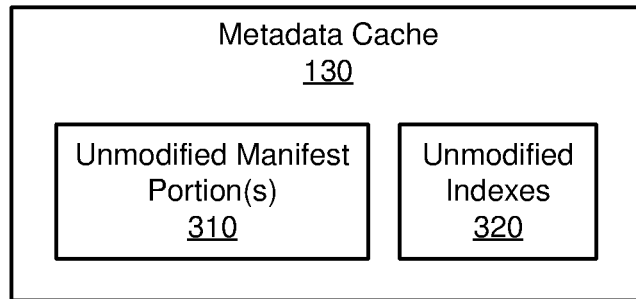 Metadata Cache
130
Unmodified Manifest
Portion(s)
310
Unmodified
Indexes
320